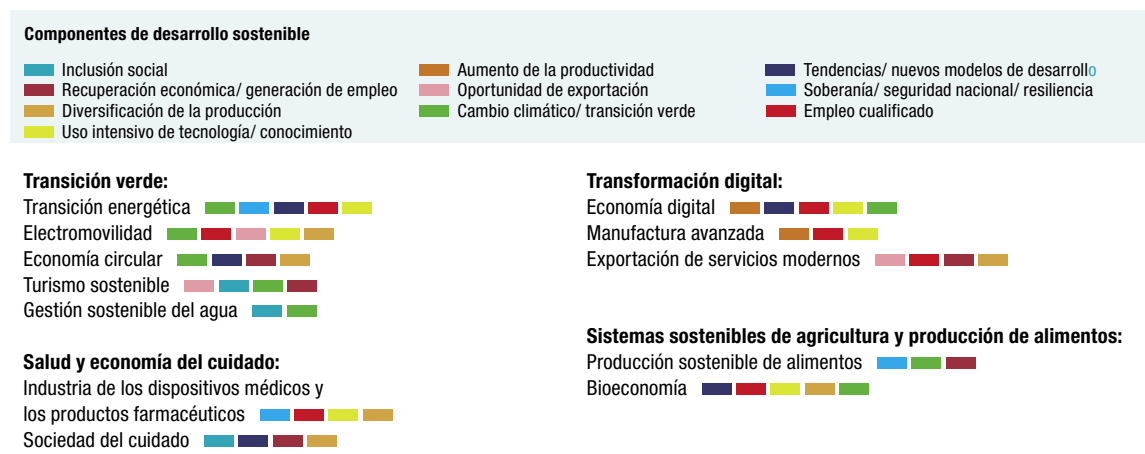 Componentes de desarrollo sostenible
Inclusión social
Recuperación económica/ generación de empleo
Diversificación de la producción
Uso intensivo de tecnología/ conocimiento
Aumento de la productividad
Oportunidad de exportación
Cambio climático/ transición verde
Tendencias/ nuevos modelos de desarrollo
Soberanía/ seguridad nacional/ resiliencia
Empleo cualificado
Transición verde:
Transición energética
Electromovilidad
Economía circular
Turismo sostenible
Gestión sostenible del agua
Salud y economía del cuidado:
Industria de los dispositivos médicos y
los productos farmacéuticos
Sociedad del cuidado
Transformación digital:
Economía digital
Manufactura avanzada
Exportación de servicios modernos
Sistemas sostenibles de agricultura y producción de alimentos:
Producción sostenible de alimentos
Bioeconomía